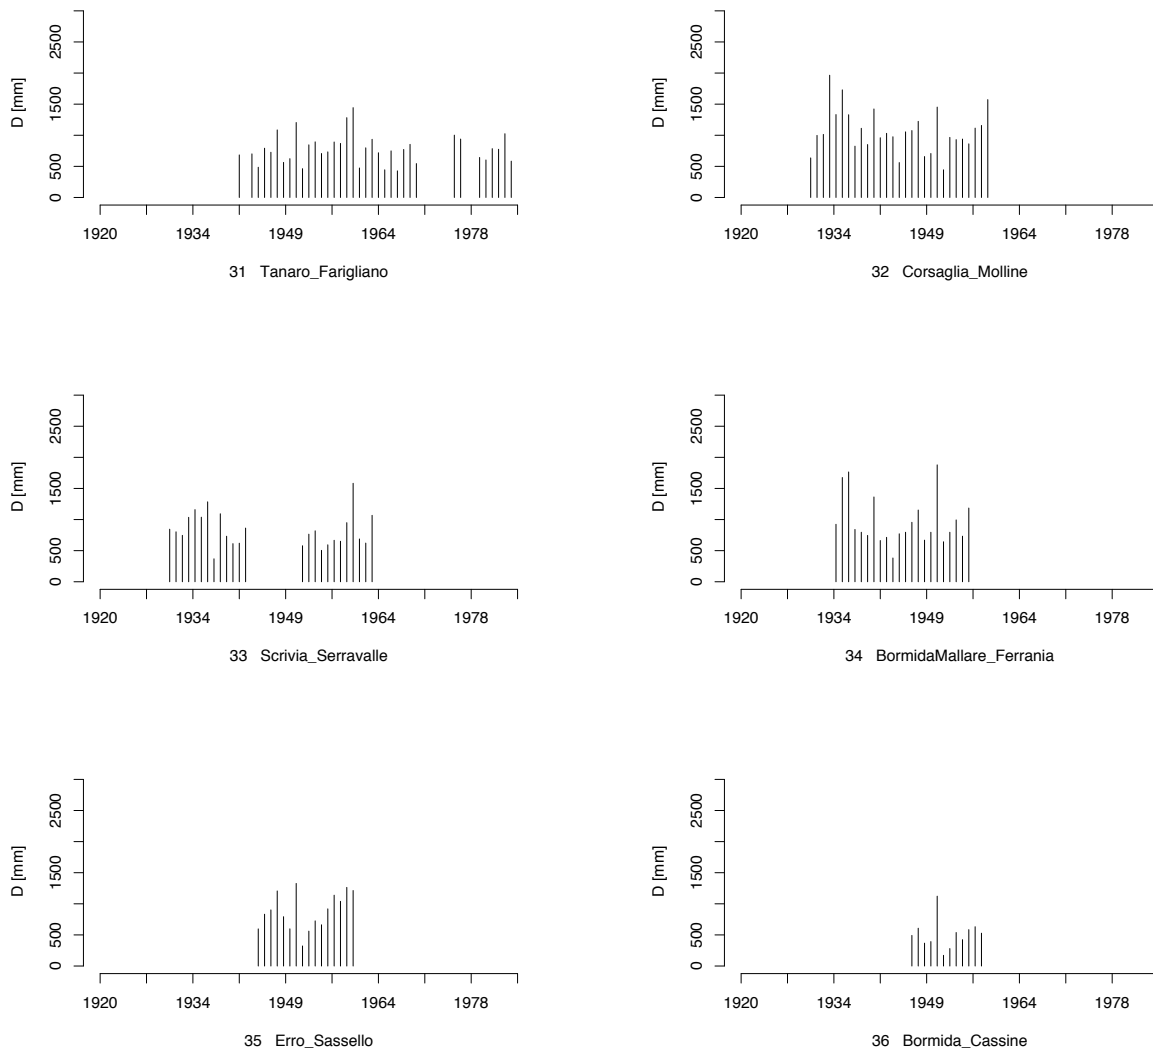 D [mm]
2500
1500
500
0
1920 1934 1949 1964 1978
31 Tanaro_Farigliano
D [mm]
2500
1500
500
0
1920 1934 1949 1964 1978
32 Corsaglia_Molline
D [mm]
2500
1500
500
0
1920 1934 1949 1964 1978
33 Scrivia_Serravalle
D [mm]
2500
1500
500
0
1920 1934 1949 1964 1978
34 BormidaMallare_Ferrania
D [mm]
2500
1500
500
0
1920 1934 1949 1964 1978
35 Erro_Sassello
D [mm]
2500
1500
500
0
1920 1934 1949 1964 1978
36 Bormida_Cassine